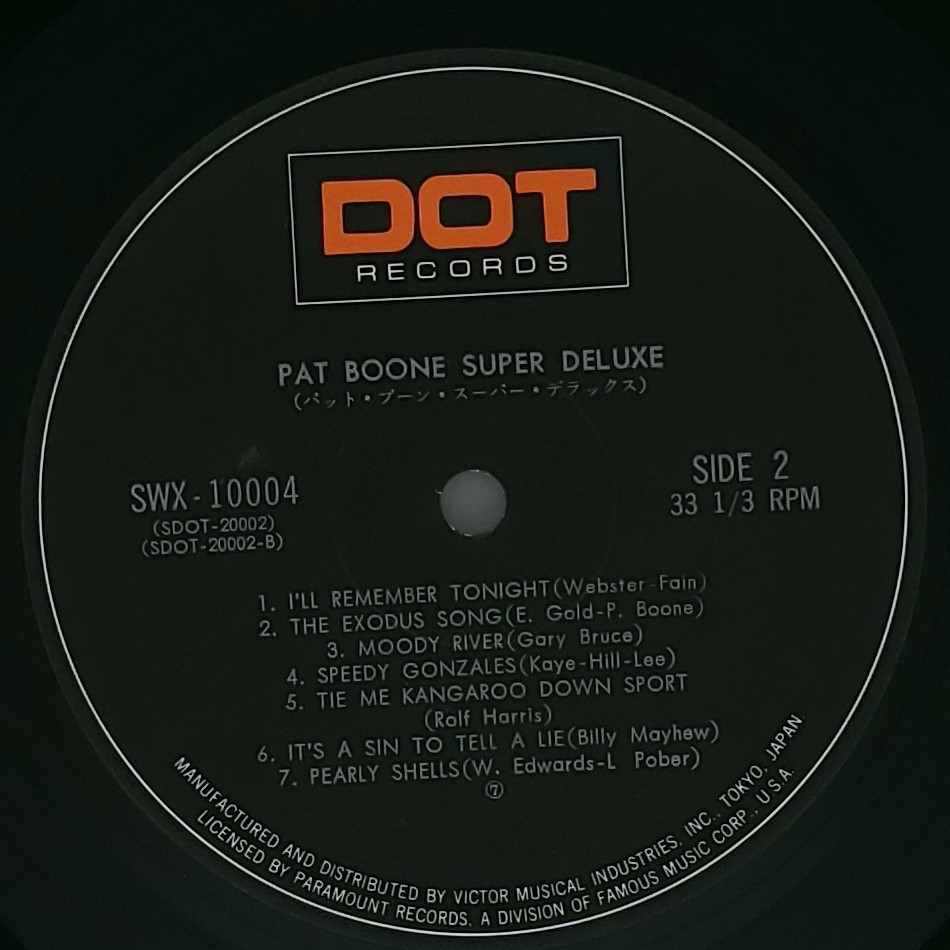 DOT
RECORDS
PAT BOONE SUPER DELUXE
(パット・ブーン・スーパー・デラックス)
SWX-10004
(SDOT-20002)
(SDOT-20002-B)
SIDE 2
33 1/3 RPM
1. I'LL REMEMBER TONIGHT(Webster-Fain)
2. THE EXODUS SONG(E. Gold-P. Boone)
3. MOODY RIVER(Gary Bruce)
4. SPEEDY GONZALES(Kaye-Hill-Lee)
5. TIE ME KANGAROO DOWN SPORT
(Rolf Harris)
6. IT'S A SIN TO TELL A LIE(Billy Mayhew)
7. PEARLY SHELLS(W. Edwards-L Pober)
⑦
MANUFACTURED AND DISTRIBUTED BY VICTOR MUSICAL INDUSTRIES, INC., TOKYO, JAPAN
LICENSED BY PARAMOUNT RECORDS, A DIVISION OF FAMOUS MUSIC CORP., U.S.A.